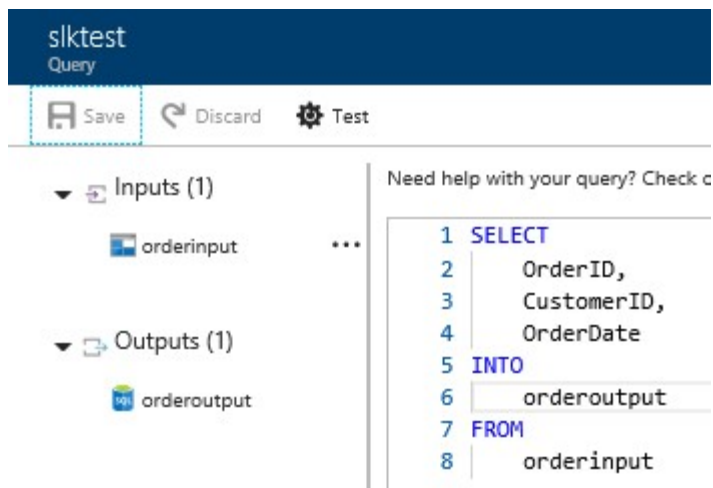 slktest
Query
Save Discard Test
Inputs (1)
orderinput
Outputs (1)
SQL
orderoutput
Need help with your query? Check
1 SELECT
2 OrderID,
3 CustomerID,
4 OrderDate
5 INTO
6 orderoutput
7 FROM
8 orderinput